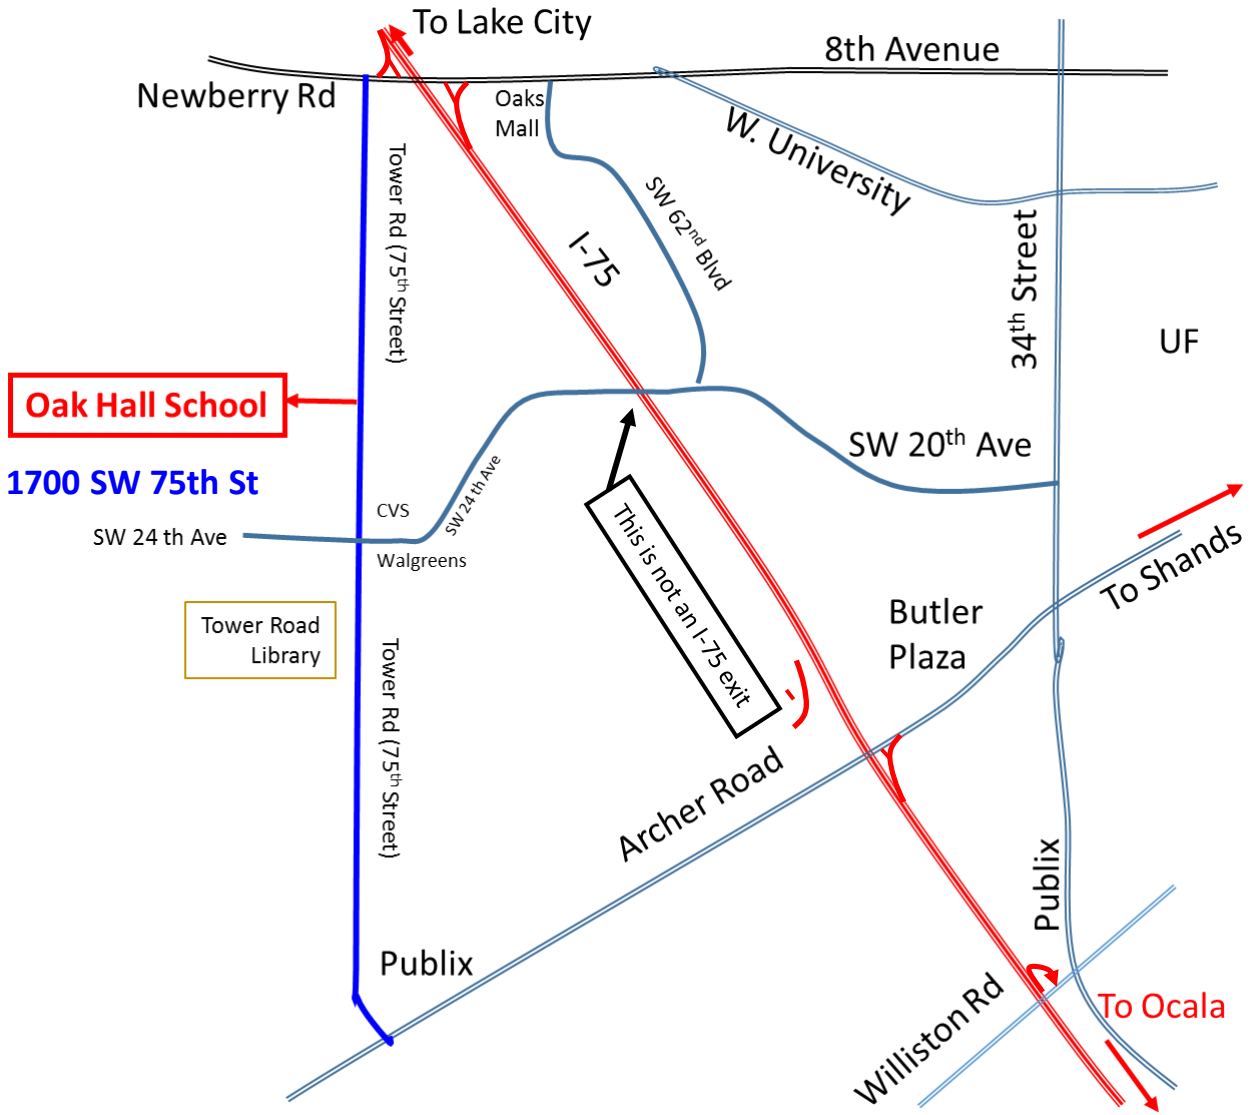 To Lake City
8th Avenue
Newberry Rd
Oaks
Mall
W. University
Tower Rd (75th Street)
SW 62nd Blvd
I-75
34th Street
UF
Oak Hall School
SW 20th Ave
1700 SW 75th St
CVS
SW 24 th Ave
SW 24 th Ave
Walgreens
This is not an I-75 exit
To Shands
Butler
Plaza
Tower Road
Library
Tower Rd (75th Street)
Archer Road
Publix
Publix
Williston Rd
To Ocala